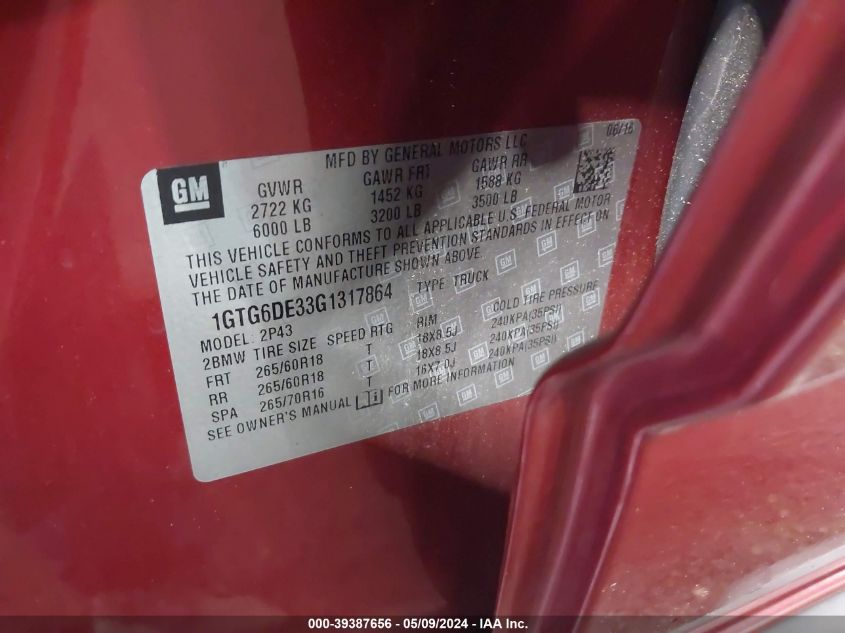 MFD BY GENERAL MOTORS LLC 06/16
GM
GVWR GAWR FRT GAWR RR
2722 KG 1452 KG 1588 KG
6000 LB 3200 LB 3500 LB
THIS VEHICLE CONFORMS TO ALL APPLICABLE U.S. FEDERAL MOTOR
VEHICLE SAFETY AND THEFT PREVENTION STANDARDS IN EFFECT ON
THE DATE OF MANUFACTURE SHOWN ABOVE.
1GTG6DE33G1317864 TYPE TRUCK
MODEL: 2P43
2BMW TIRE SIZE SPEED RTG RIM COLD TIRE PRESSURE
FRT 265/60R18 T 18X8.5J 240KPA(35PSI)
RR 265/60R18 T 18X8.5J 240KPA(35PSI)
SPA 265/70R16 T 16X7.0J 240KPA(35PSI)
SEE OWNER'S MANUAL i FOR MORE INFORMATION
000-39387656 - 05/09/2024 - IAA Inc.